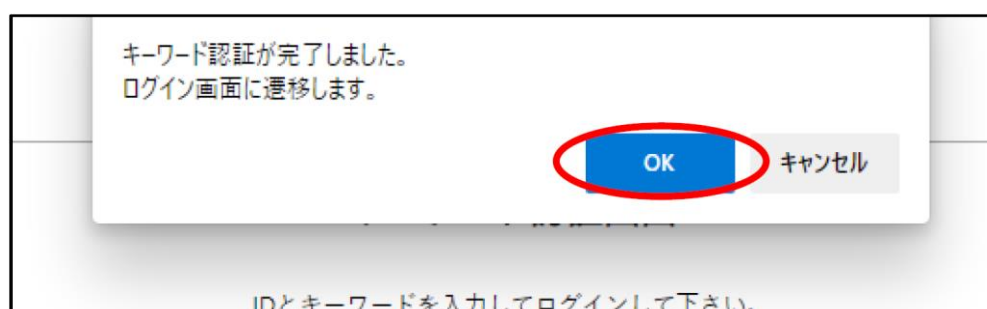 キーワード認証が完了しました。
ログイン画面に遷移します。
OK
キャンセル
IDとキーワードを入力してログインして下さい。